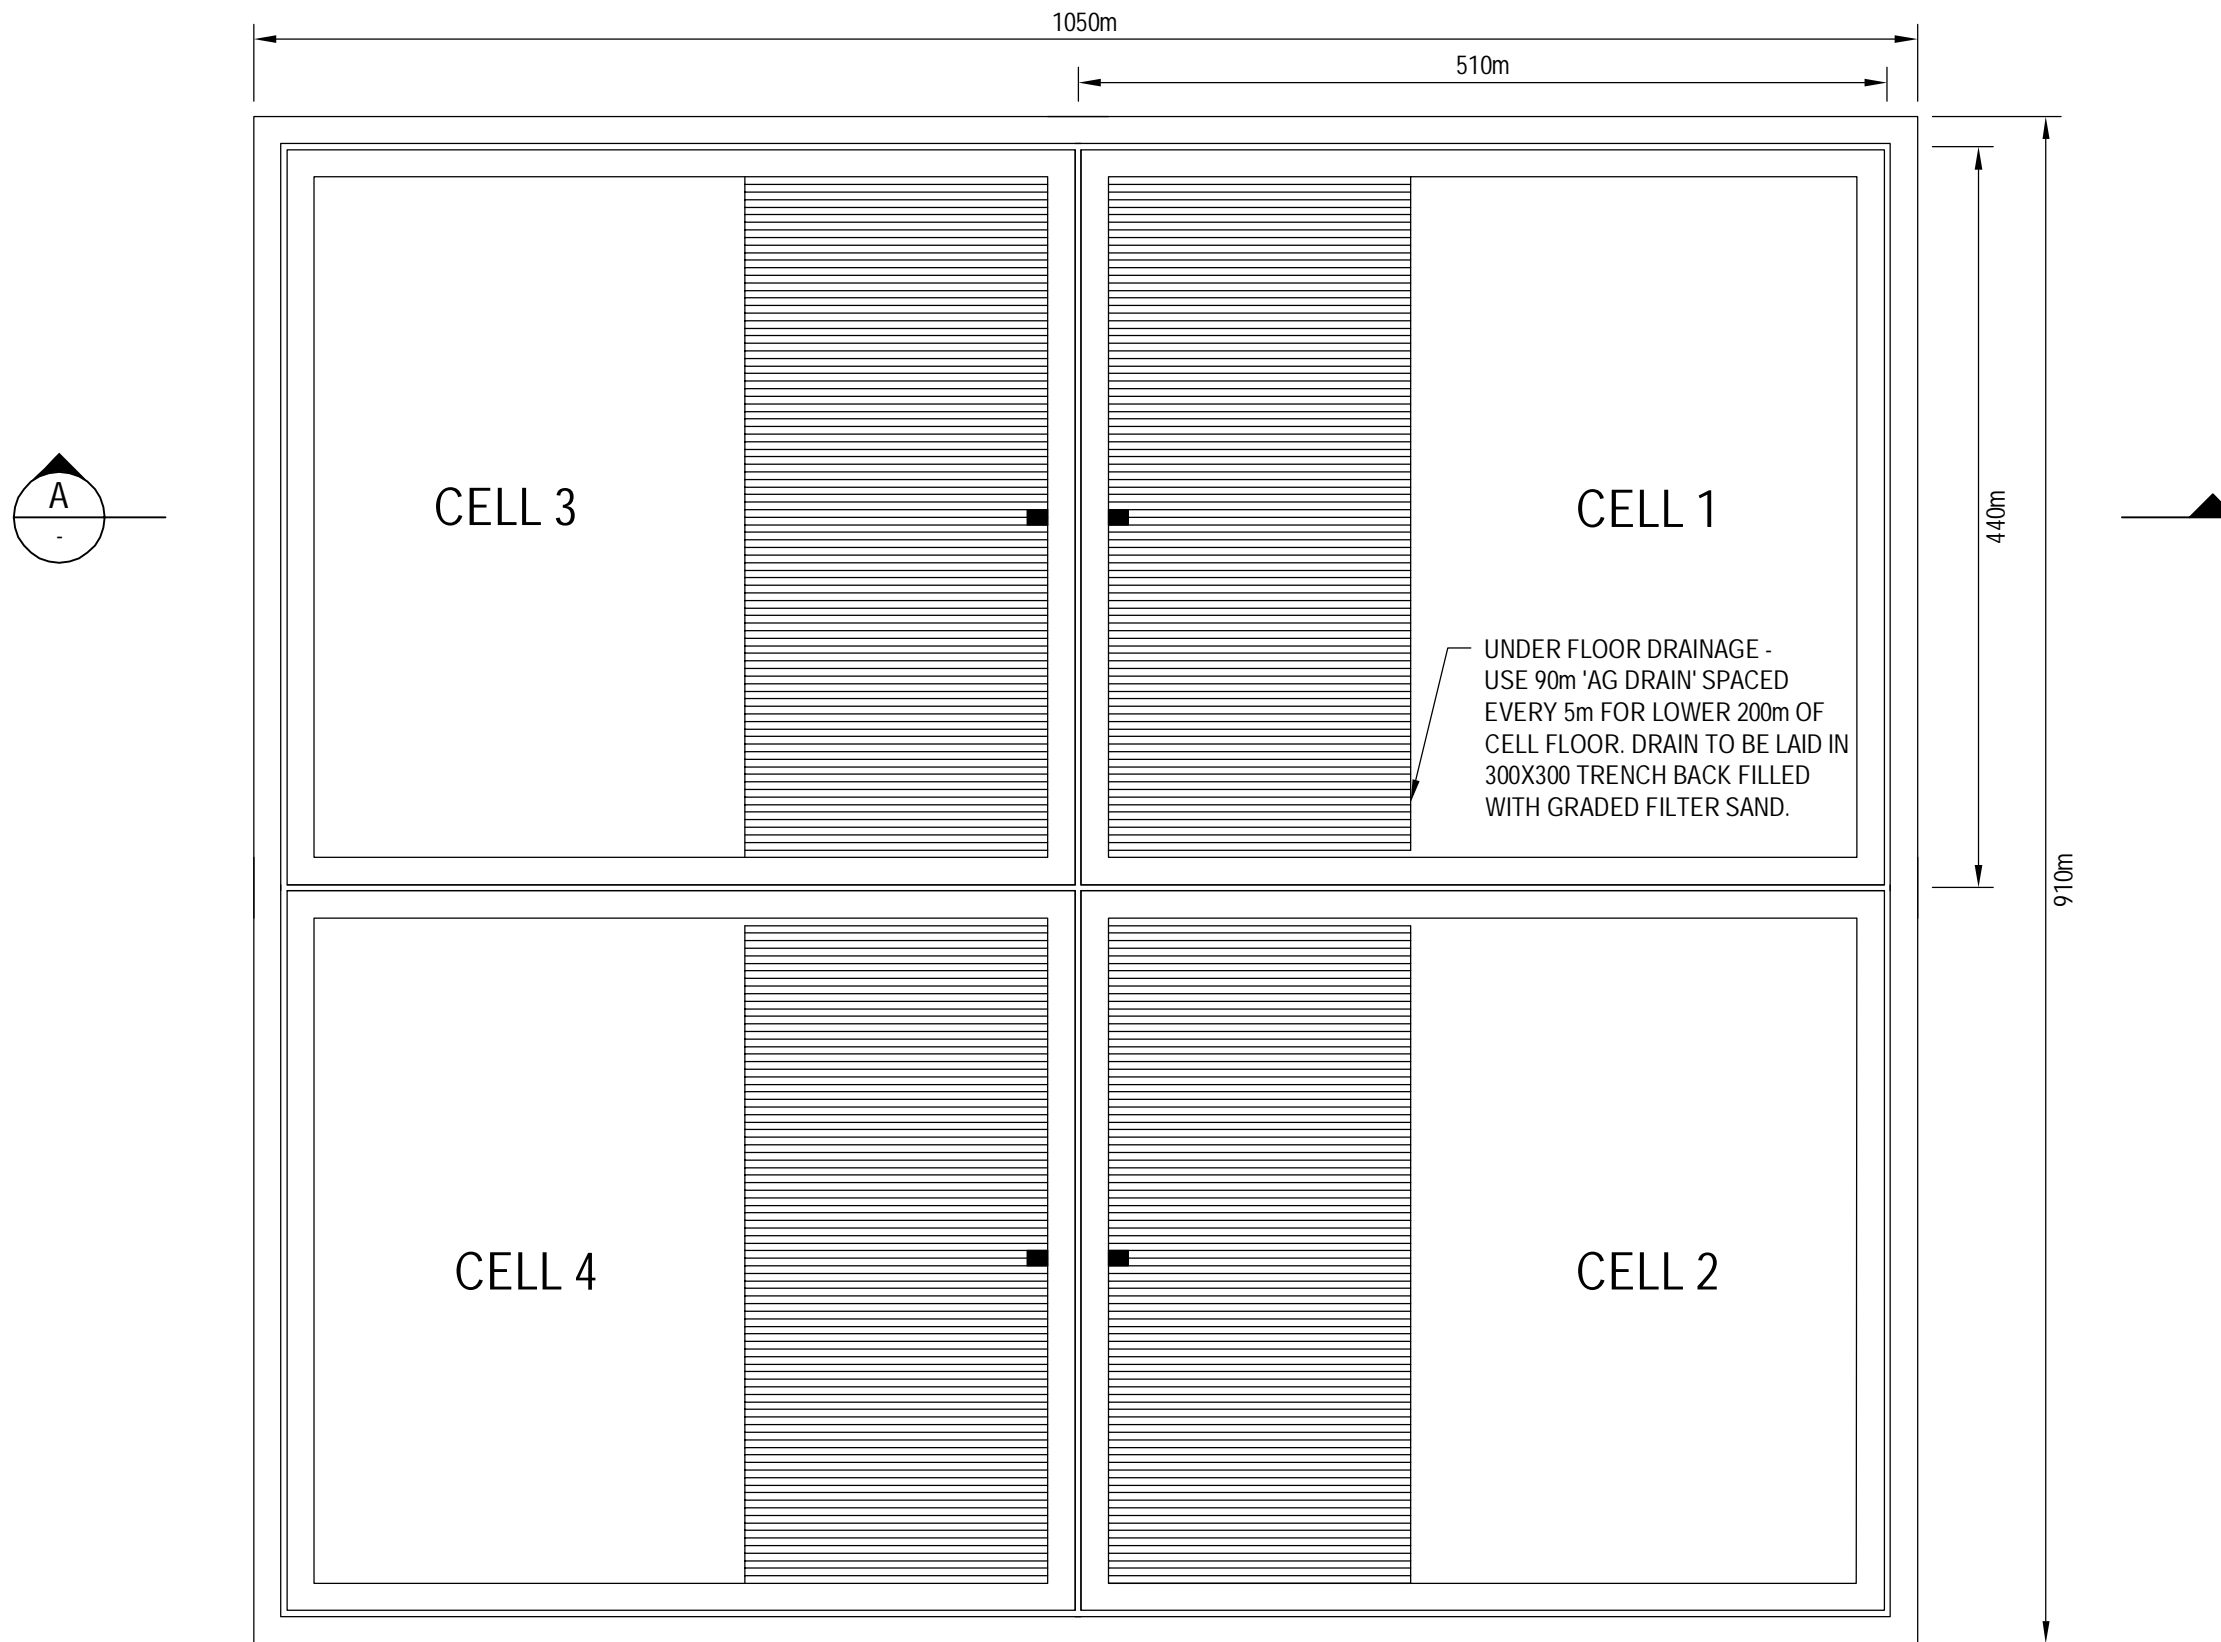 1050m
510m
A
-
CELL 3
CELL 1
440m
UNDER FLOOR DRAINAGE -
USE 90m 'AG DRAIN' SPACED
EVERY 5m FOR LOWER 200m OF
CELL FLOOR. DRAIN TO BE LAID IN
300X300 TRENCH BACK FILLED
WITH GRADED FILTER SAND.
910m
CELL 4
CELL 2